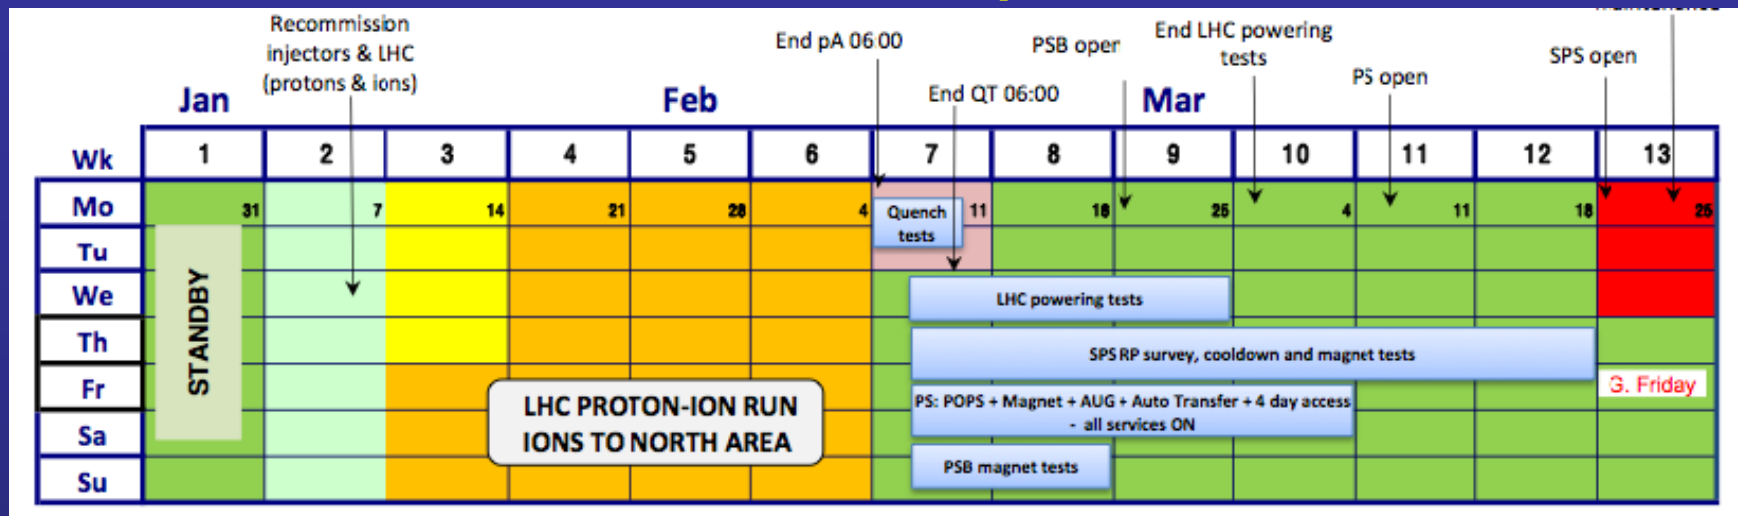 Recommission
injectors & LHC
(protons & ions)
End pA 06:00
PSB open
End LHC powering
tests
SPS open
PS open
End QT 06:00
Jan Feb Mar
Wk 1 2 3 4 5 6 7 8 9 10 11 12 13
Mo 31 7 14 21 28 4 11 18 25 4 11 18 25
Quench
tests
Tu
We
LHC powering tests
Th
SPS RP survey, cooldown and magnet tests
STANDBY
Fr
G. Friday
LHC PROTON-ION RUN
IONS TO NORTH AREA
PS: POPS + Magnet + AUG + Auto Transfer + 4 day access
- all services ON
Sa
PSB magnet tests
Su